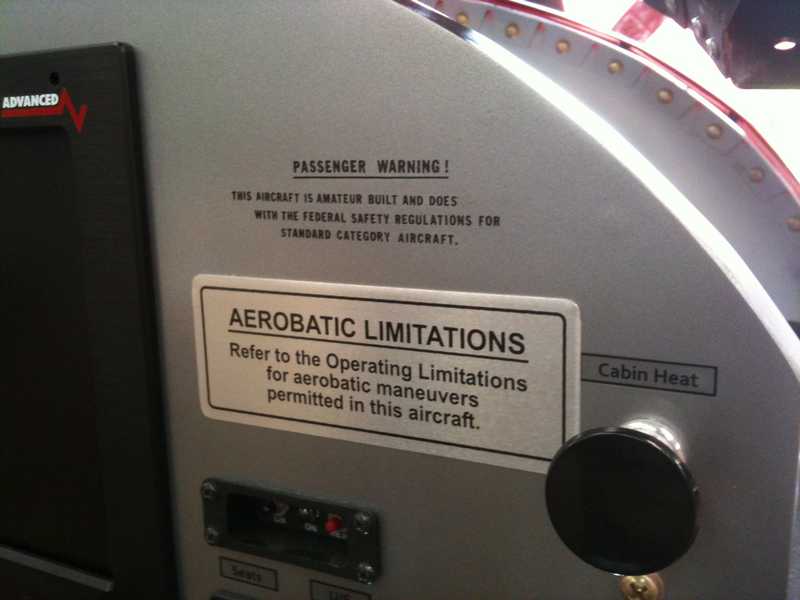 ADVANCED
PASSENGER WARNING!
THIS AIRCRAFT IS AMATEUR BUILT AND DOES
WITH THE FEDERAL SAFETY REGULATIONS FOR
STANDARD CATEGORY AIRCRAFT.
AEROBATIC LIMITATIONS
Refer to the Operating Limitations
for aerobatic maneuvers
permitted in this aircraft.
Cabin Heat
ON
Seats